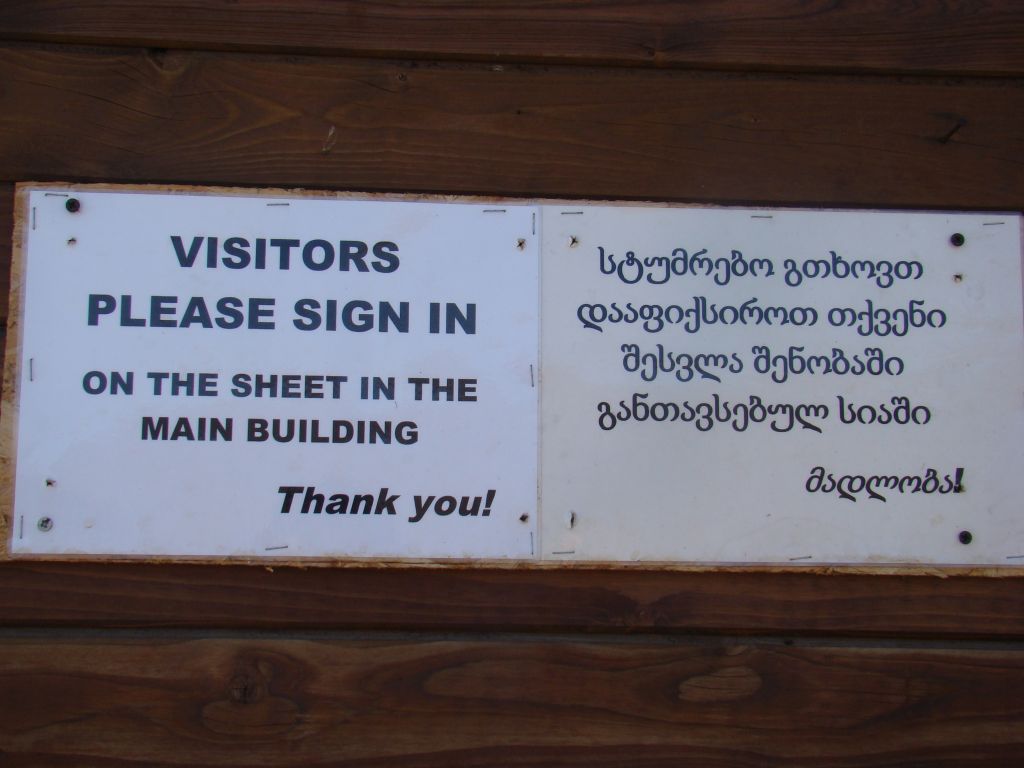 VISITORS
PLEASE SIGN IN
ON THE SHEET IN THE
MAIN BUILDING
Thank you!
სტუმრებო გთხოვთ
დააფიქსიროთ თქვენი
შესვლა შენობაში
განთავსებულ სიაში
მადლობა!